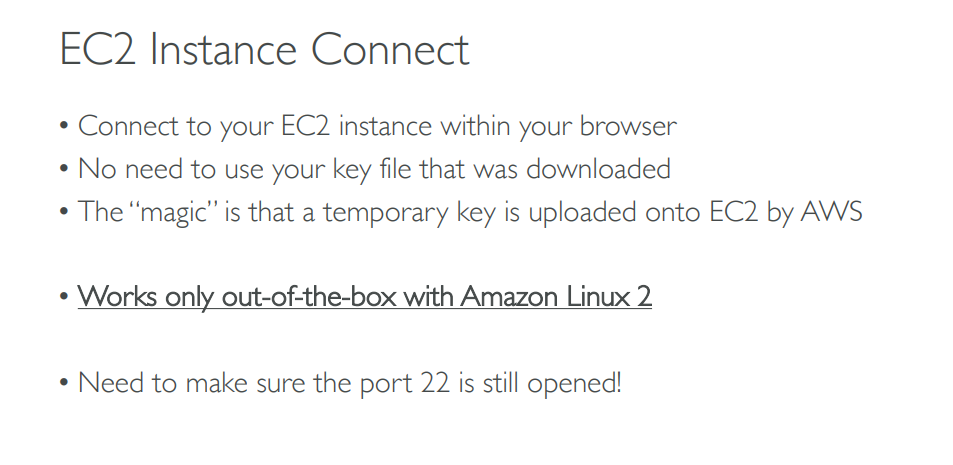 EC2 Instance Connect
• Connect to your EC2 instance within your browser
• No need to use your key file that was downloaded
• The “magic” is that a temporary key is uploaded onto EC2 by AWS
• Works only out-of-the-box with Amazon Linux 2
• Need to make sure the port 22 is still opened!